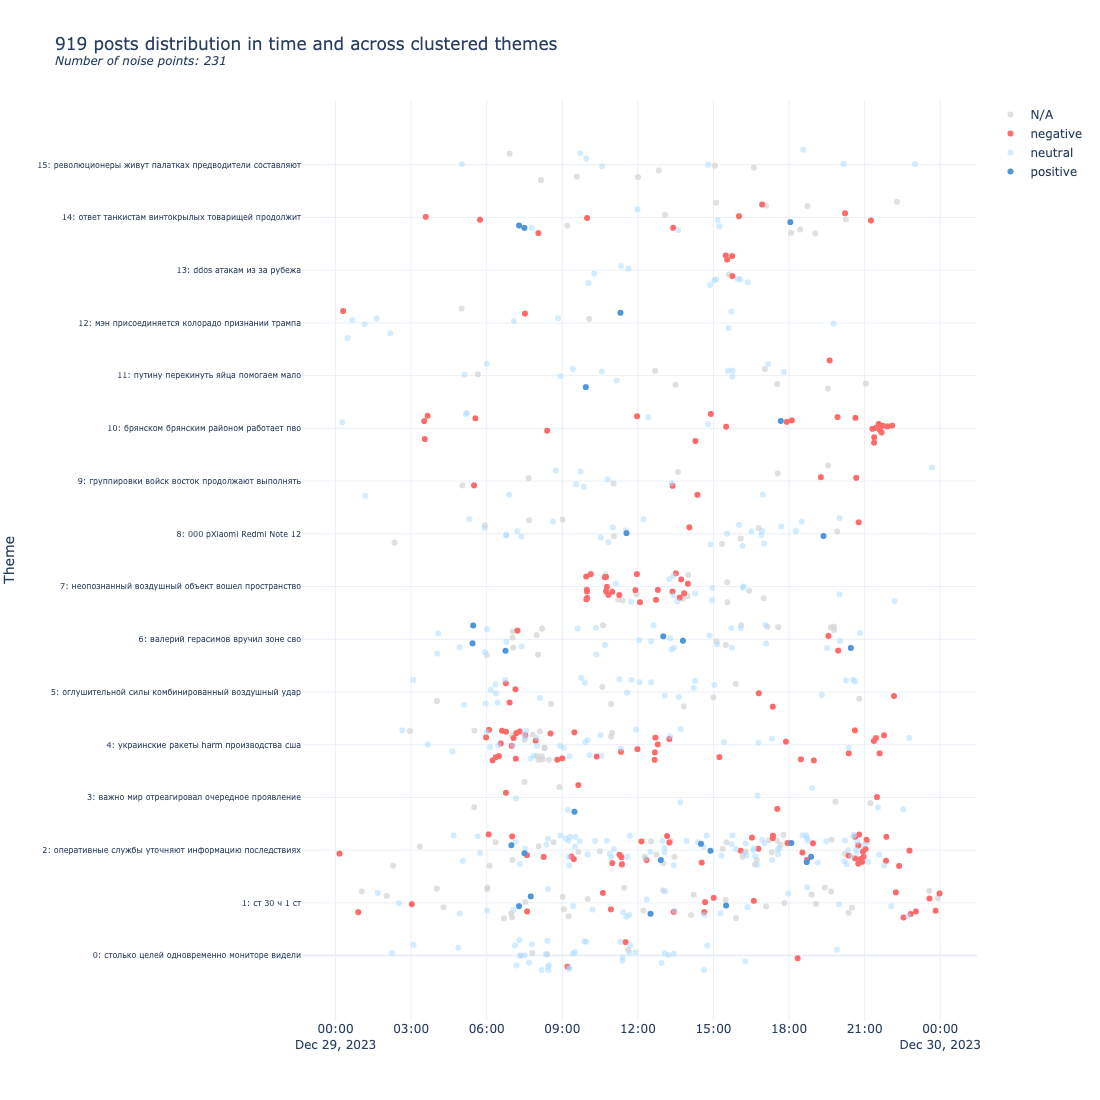 919 posts distribution in time and across clustered themes
Number of noise points: 231
N/A
negative
neutral
positive
15: революционеры живут палатках предводители составляют
14: ответ танкистам винтокрылых товарищей продолжит
13: ddos атакам из за рубежа
12: мэн присоединяется колорадо признании трампа
11: путину перекинуть яйца помогаем мало
10: брянском брянским районом работает пво
9: группировки войск восток продолжают выполнять
8: 000 pXiaomi Redmi Note 12
7: неопознанный воздушный объект вошел пространство
6: валерий герасимов вручил зоне сво
5: оглушительной силы комбинированный воздушный удар
4: украинские ракеты harm производства сша
3: важно мир отреагировал очередное проявление
2: оперативные службы уточняют информацию последствиях
1: ст 30 ч 1 ст
0: столько целей одновременно мониторе видели
Theme
00:00 03:00 06:00 09:00 12:00 15:00 18:00 21:00 00:00
Dec 29, 2023 Dec 30, 2023